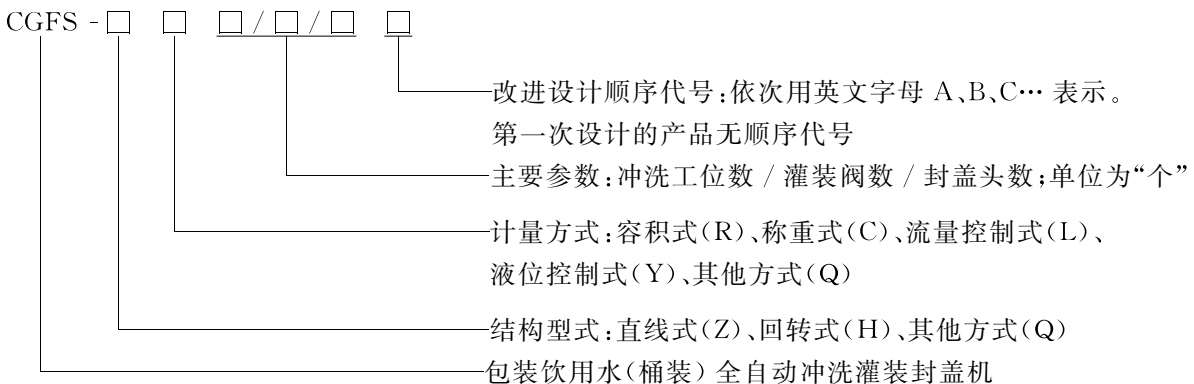 CGFS -□ □ □/□/□ □
改进设计顺序代号:依次用英文字母 A、B、C… 表示。
第一次设计的产品无顺序代号
主要参数:冲洗工位数 / 灌装阀数 / 封盖头数;单位为“个”
计量方式:容积式(R)、称重式(C)、流量控制式(L)、
液位控制式(Y)、其他方式(Q)
结构型式:直线式(Z)、回转式(H)、其他方式(Q)
包装饮用水(桶装) 全自动冲洗灌装封盖机